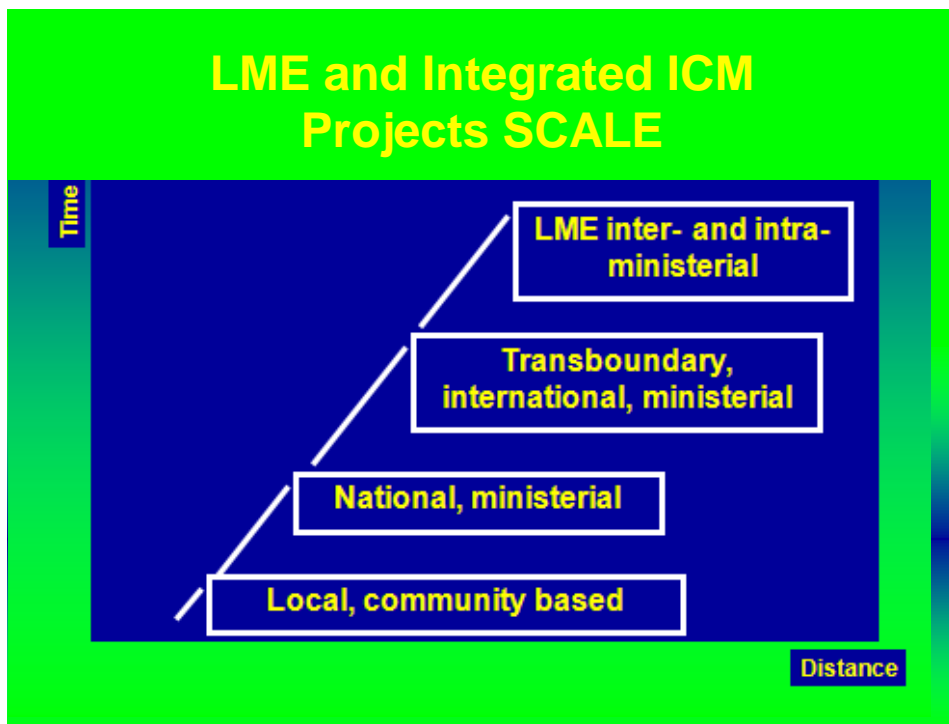 LME and Integrated ICM
Projects SCALE
Time
LME inter- and intra-
ministerial
Transboundary,
international, ministerial
National, ministerial
Local, community based
Distance